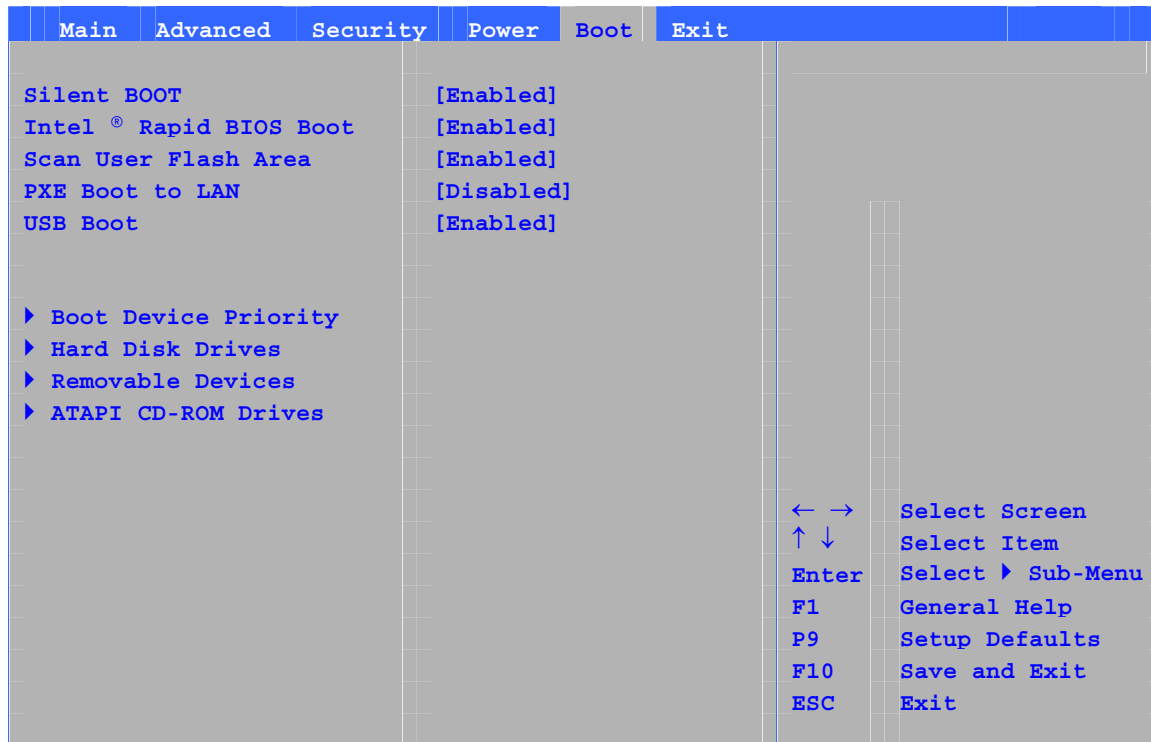 Main Advanced Security Power Boot Exit
Silent BOOT [Enabled]
Intel ® Rapid BIOS Boot [Enabled]
Scan User Flash Area [Enabled]
PXE Boot to LAN [Disabled]
USB Boot [Enabled]
▶ Boot Device Priority
▶ Hard Disk Drives
▶ Removable Devices
▶ ATAPI CD-ROM Drives
← → Select Screen
↑ ↓ Select Item
Enter Select ▶ Sub-Menu
F1 General Help
P9 Setup Defaults
F10 Save and Exit
ESC Exit